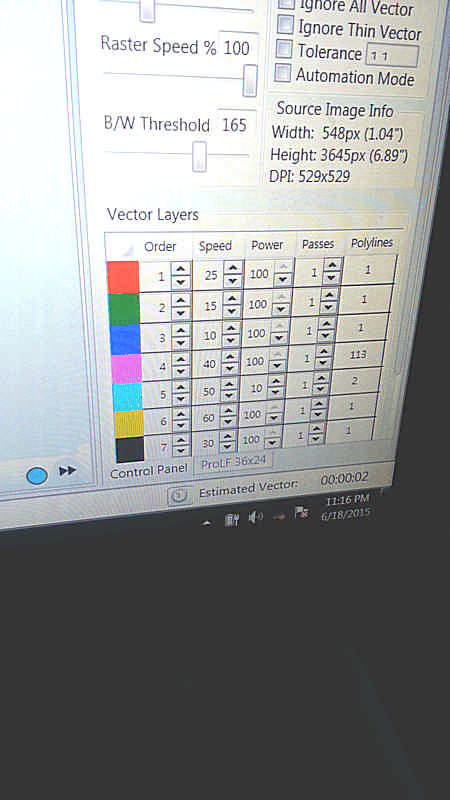 Ignore All Vector
Raster Speed % 100
Ignore Thin Vector
Tolerance
Automation Mode
B/W Threshold 165
Source Image Info
Width: 548px (1.04")
Height: 3645px (6.89")
DPI: 529x529
Vector Layers
Order Speed Power Passes Polylines
1 25 100 1 1
2 15 100 1 1
3 10 100 1 1
4 40 100 1 113
5 50 10 1 2
6 60 100 1 1
7 30 100 1 1
Control Panel ProLF 36x24
Estimated Vector: 00:00:02
11:16 PM
6/18/2015